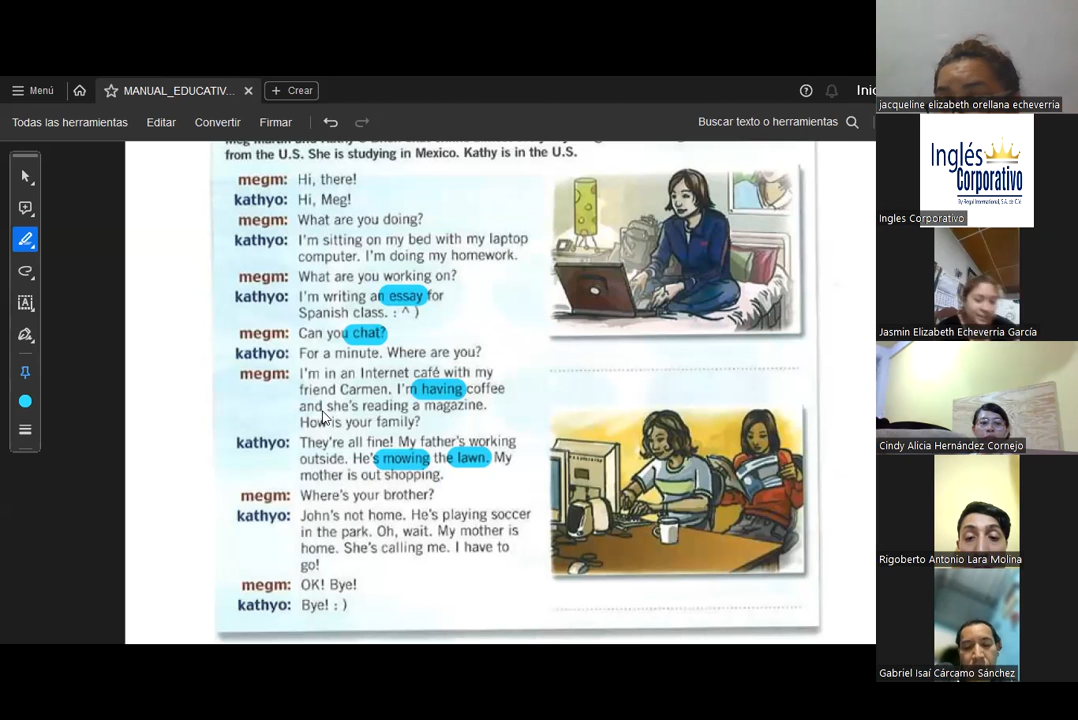 jacqueline elizabeth orellana echeverria
Menú
MANUAL_EDUCATIV...
Crear
Inic
Todas las herramientas
Editar
Convertir
Firmar
Buscar texto o herramientas
from the U.S. She is studying in Mexico. Kathy is in the U.S.
megm: Hi, there!
kathyo: Hi, Meg!
megm: What are you doing?
kathyo: I'm sitting on my bed with my laptop
computer. I'm doing my homework.
megm: What are you working on?
kathyo: I'm writing an essay for
Spanish class. : ^ )
megm: Can you chat?
kathyo: For a minute. Where are you?
megm: I'm in an Internet café with my
friend Carmen. I'm having coffee
and she's reading a magazine.
How is your family?
kathyo: They're all fine! My father's working
outside. He's mowing the lawn. My
mother is out shopping.
megm: Where's your brother?
kathyo: John's not home. He's playing soccer
in the park. Oh, wait. My mother is
home. She's calling me. I have to
go!
megm: OK! Bye!
kathyo: Bye! : )
Inglés
Corporativo
Ingles Corporativo
Jasmin Elizabeth Echeverria García
Cindy Alicia Hernández Cornejo
Rigoberto Antonio Lara Molina
Gabriel Isaí Cárcamo Sánchez